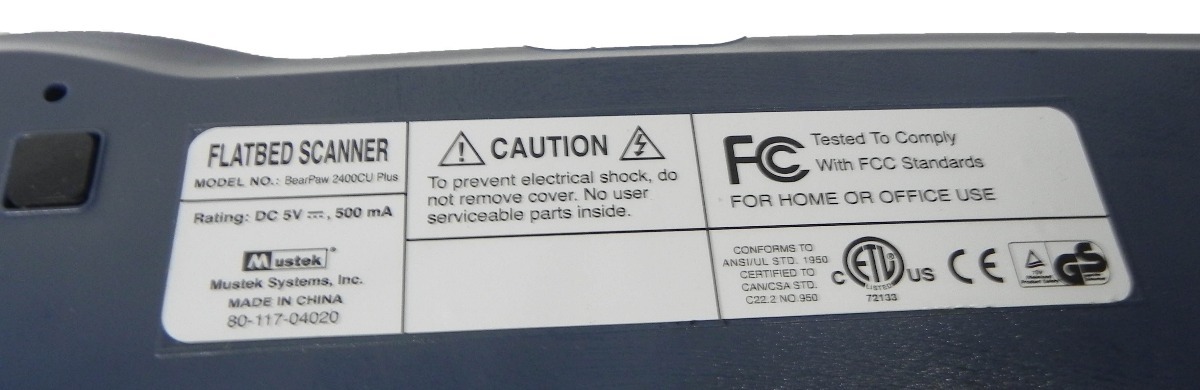 FLATBED SCANNER
MODEL NO.: BearPaw 2400CU Plus
Rating: DC 5V ⎓, 500 mA
Mustek®
Mustek Systems, Inc.
MADE IN CHINA
80-117-04020
CAUTION
To prevent electrical shock, do
not remove cover. No user
serviceable parts inside.
FC Tested To Comply
With FCC Standards
FOR HOME OR OFFICE USE
CONFORMS TO
ANSI/UL STD. 1950
CERTIFIED TO
CAN/CSA STD.
C22.2 NO.950
C ETL US
LISTED
72133
CE
GS